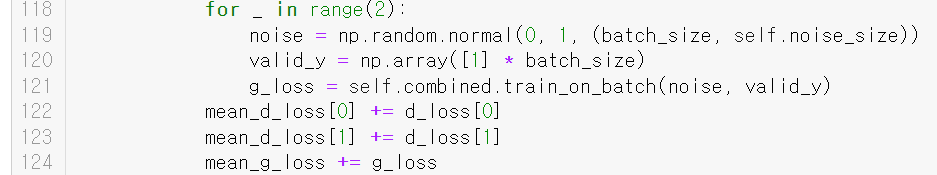 118 for _ in range(2):
119 noise = np.random.normal(0, 1, (batch_size, self.noise_size))
120 valid_y = np.array([1] * batch_size)
121 g_loss = self.combined.train_on_batch(noise, valid_y)
122 mean_d_loss[0] += d_loss[0]
123 mean_d_loss[1] += d_loss[1]
124 mean_g_loss += g_loss